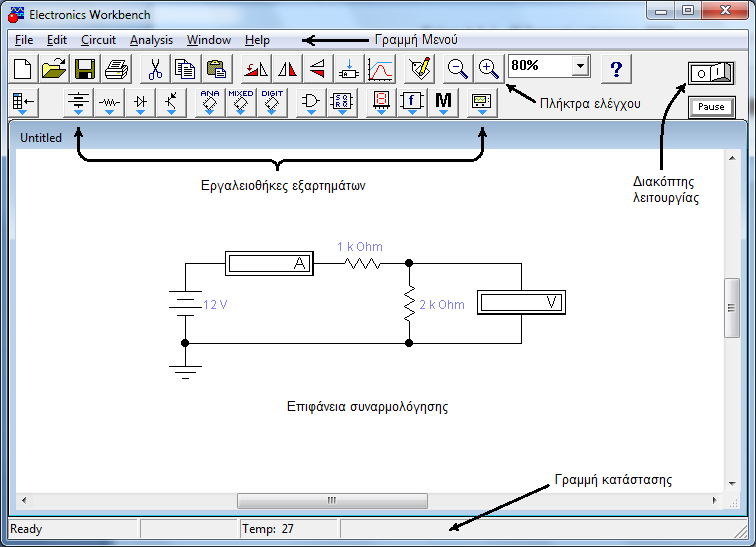 Electronics Workbench
File Edit Circuit Analysis Window Help
Γραμμή Μενού
80%
?
Πλήκτρα ελέγχου
ANA MIXED DIGIT
f M
O I
Pause
Untitled
Εργαλειοθήκες εξαρτημάτων
Διακόπτης
λειτουργίας
1 k Ohm
A
12 V
2 k Ohm
V
Επιφάνεια συναρμολόγησης
Γραμμή κατάστασης
Ready
Temp: 27